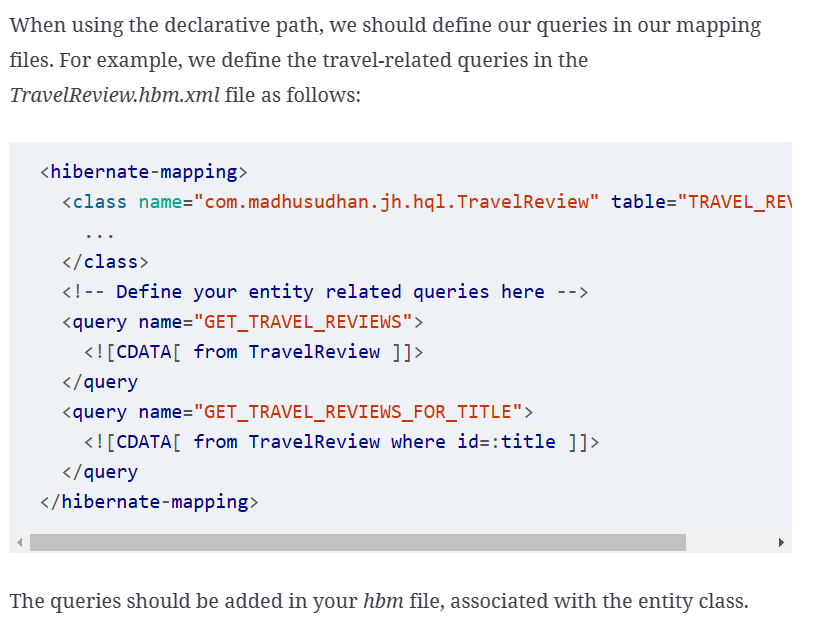 When using the declarative path, we should define our queries in our mapping
files. For example, we define the travel-related queries in the
TravelReview.hbm.xml file as follows:
<hibernate-mapping>
<class name="com.madhusudhan.jh.hql.TravelReview" table="TRAVEL_REV
...
</class>
<!-- Define your entity related queries here -->
<query name="GET_TRAVEL_REVIEWS">
<![CDATA[ from TravelReview ]]>
</query
<query name="GET_TRAVEL_REVIEWS_FOR_TITLE">
<![CDATA[ from TravelReview where id=:title ]]>
</query
</hibernate-mapping>
The queries should be added in your hbm file, associated with the entity class.